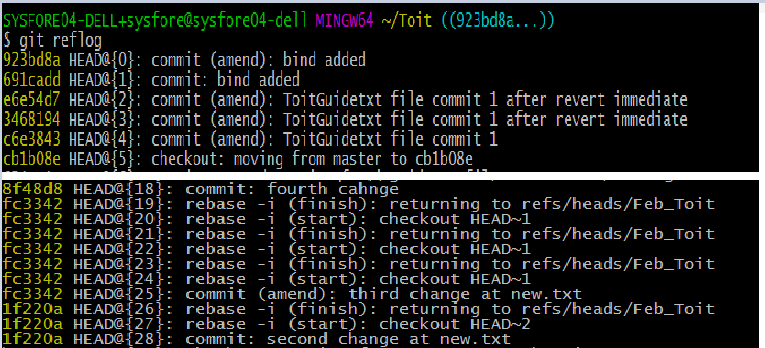 SYSFORE04-DELL+sysfore@sysfore04-dell MINGW64 ~/Toit ((923bd8a...))
$ git reflog
923bd8a HEAD@{0}: commit (amend): bind added
691cadd HEAD@{1}: commit: bind added
e6e54d7 HEAD@{2}: commit (amend): ToitGuidetxt file commit 1 after revert immediate
3468194 HEAD@{3}: commit (amend): ToitGuidetxt file commit 1 after revert immediate
c6e3843 HEAD@{4}: commit (amend): ToitGuidetxt file commit 1
cb1b08e HEAD@{5}: checkout: moving from master to cb1b08e
8f48d8 HEAD@{18}: commit: fourth cahnge
fc3342 HEAD@{19}: rebase -i (finish): returning to refs/heads/Feb_Toit
fc3342 HEAD@{20}: rebase -i (start): checkout HEAD~1
fc3342 HEAD@{21}: rebase -i (finish): returning to refs/heads/Feb_Toit
fc3342 HEAD@{22}: rebase -i (start): checkout HEAD~1
fc3342 HEAD@{23}: rebase -i (finish): returning to refs/heads/Feb_Toit
fc3342 HEAD@{24}: rebase -i (start): checkout HEAD~1
fc3342 HEAD@{25}: commit (amend): third change at new.txt
1f220a HEAD@{26}: rebase -i (finish): returning to refs/heads/Feb_Toit
1f220a HEAD@{27}: rebase -i (start): checkout HEAD~2
1f220a HEAD@{28}: commit: second change at new.txt